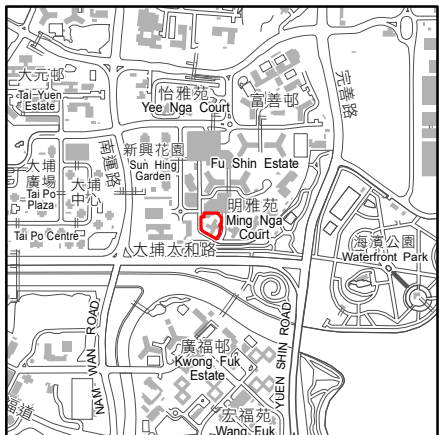 大元邨
Tai Yuen
Estate
怡雅苑
Yee Nga Court
富善邨
完善路
南運路
新興花園
Sun Hing
Garden
Fu Shin Estate
大埔
廣場
Tai Po
Plaza
大埔
中心
Tai Po Centre
明雅苑
Ming Nga
Court
大埔太和路
海濱公園
Waterfront Park
NAM WAN ROAD
YUEN SHIN ROAD
廣福邨
Kwong Fuk
Estate
宏福苑
Wang Fuk
福道